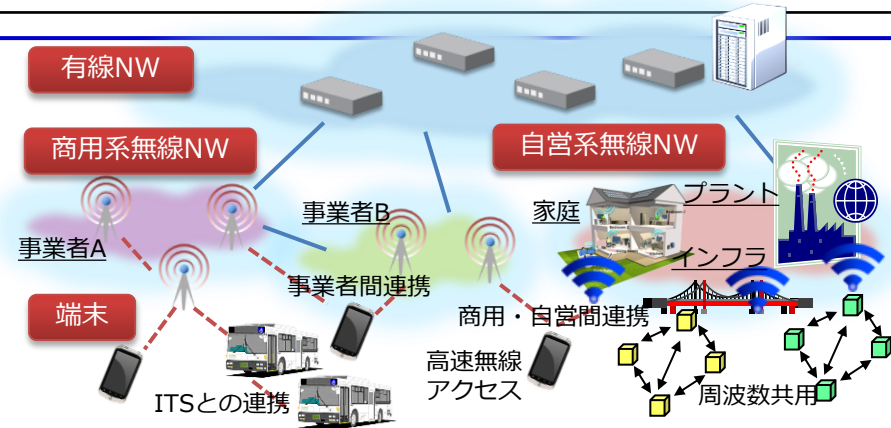 有線NW
商用系無線NW
自営系無線NW
事業者B
家庭
プラント
事業者A
インフラ
事業者間連携
端末
商用・自営間連携
高速無線
アクセス
ITSとの連携
周波数共用